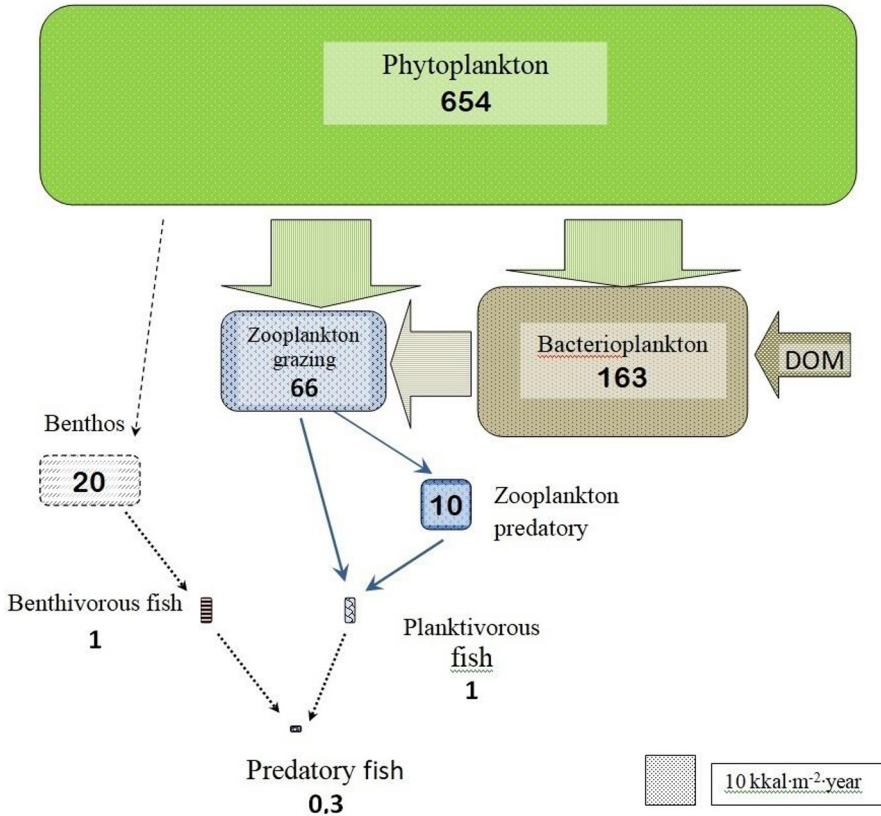 Phytoplankton
654
Zooplankton
grazing
66
Bacterioplankton
163
DOM
Benthos
20
10
Zooplankton
predatory
Benthivorous fish
1
Planktivorous
fish
1
Predatory fish
0,3
10 kkal·m-2·year